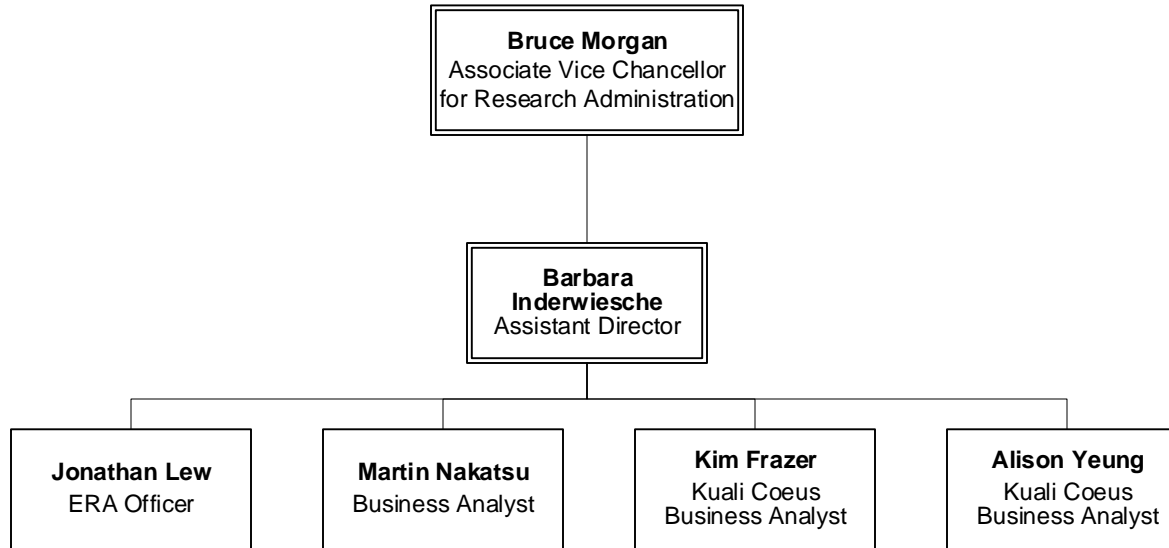 Bruce Morgan
Associate Vice Chancellor
for Research Administration
Barbara
Inderwiesche
Assistant Director
Jonathan Lew
ERA Officer
Martin Nakatsu
Business Analyst
Kim Frazer
Kuali Coeus
Business Analyst
Alison Yeung
Kuali Coeus
Business Analyst